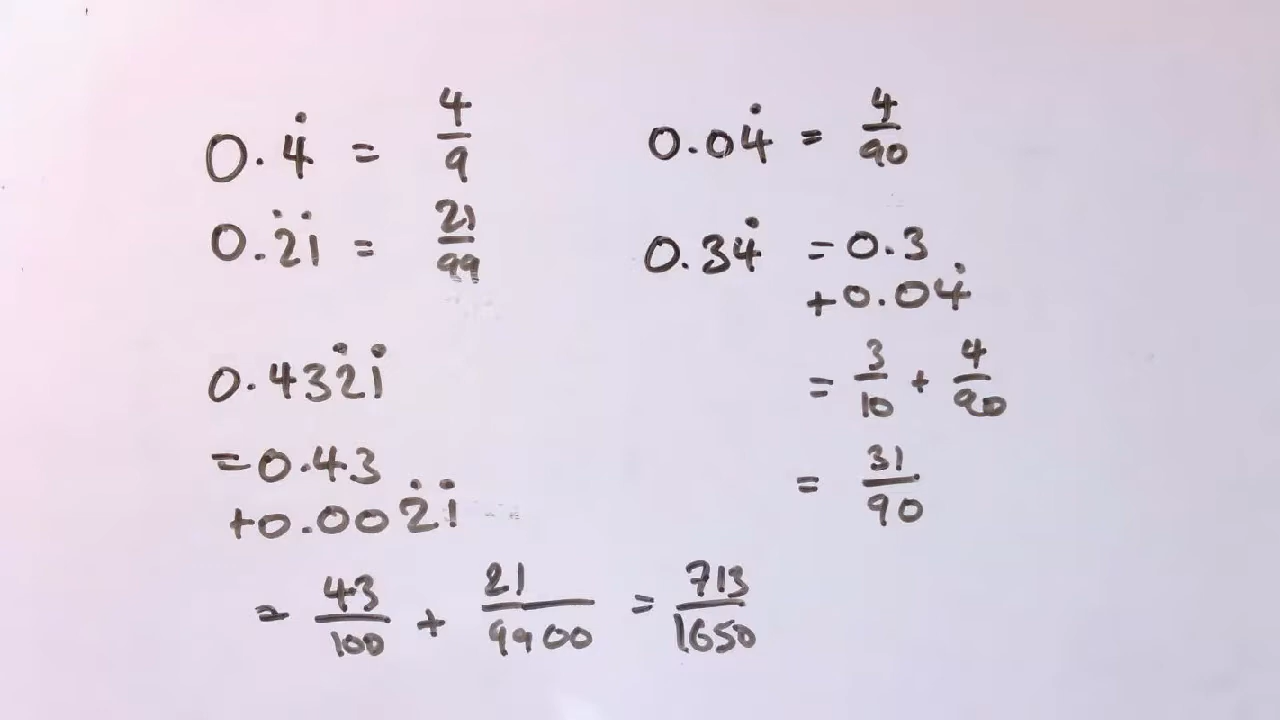 0.4̇ = 4/9
0.2̇1̇ = 21/99
0.432̇1̇
=0.43
+0.002̇1̇
= 43/100 + 21/9900 = 713/1650
0.04̇ = 4/90
0.34̇ = 0.3
+0.04̇
= 3/10 + 4/90
= 31/90